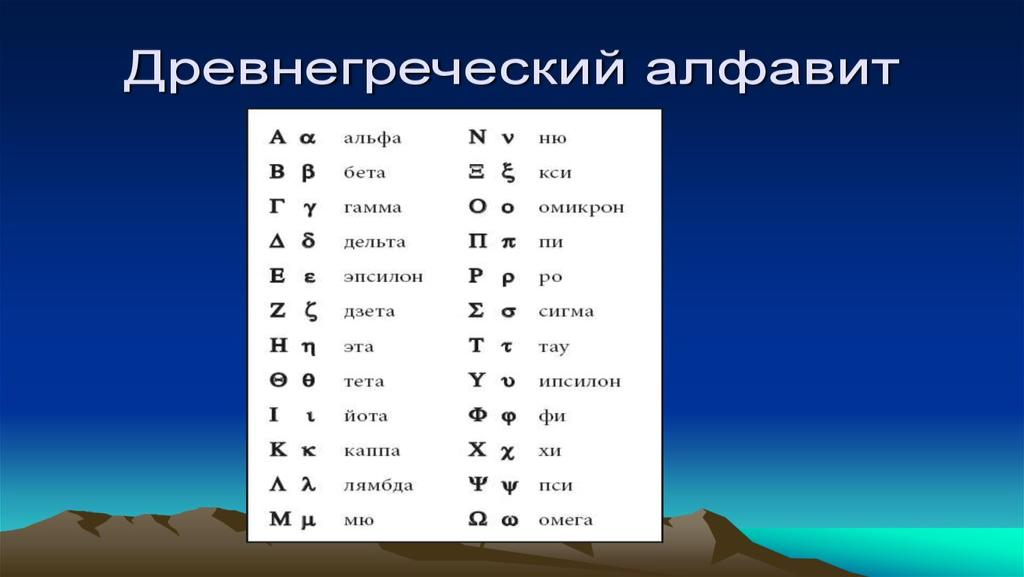 Древнегреческий алфавит
Α α альфа
Β β бета
Γ γ гамма
Δ δ дельта
Ε ε эпсилон
Ζ ζ дзета
Η η эта
Θ θ тета
Ι ι йота
Κ κ каппа
Λ λ лямбда
Μ μ мю
Ν ν ню
Ξ ξ кси
Ο ο омикрон
Π π пи
Ρ ρ ро
Σ σ сигма
Τ τ тау
Υ υ ипсилон
Φ φ фи
Χ χ хи
Ψ ψ пси
Ω ω омега